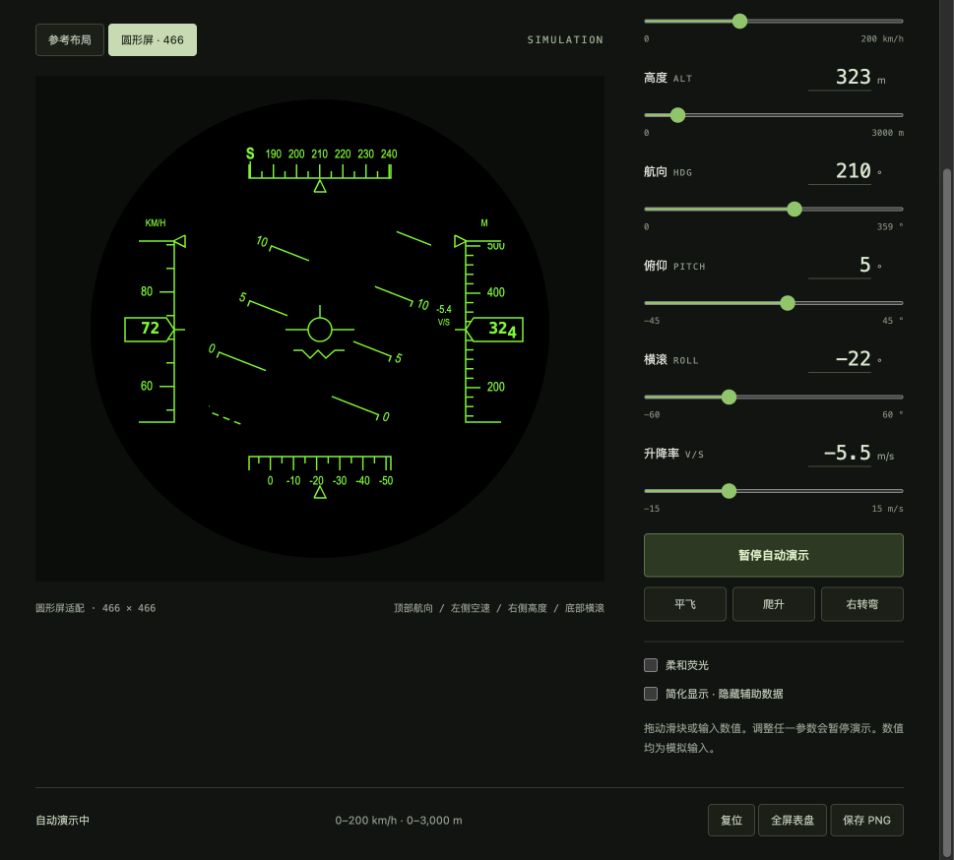 参考布局
圆形屏 · 466
SIMULATION
S 190 200 210 220 230 240
KM/H
80
72
60
M
500
400
324
200
-5.4
V/S
10
5
0
10
5
0
0 -10 -20 -30 -40 -50
圆形屏适配 · 466 × 466
顶部航向 / 左侧空速 / 右侧高度 / 底部横滚
0 200 km/h
高度 ALT 323 m
0 3000 m
航向 HDG 210 °
0 359 °
俯仰 PITCH 5 °
−45 45 °
横滚 ROLL −22 °
−60 60 °
升降率 V/S −5.5 m/s
−15 15 m/s
暂停自动演示
平飞
爬升
右转弯
柔和荧光
简化显示 · 隐藏辅助数据
拖动滑块或输入数值。调整任一参数会暂停演示。数值
均为模拟输入。
自动演示中
0–200 km/h · 0–3,000 m
复位
全屏表盘
保存 PNG